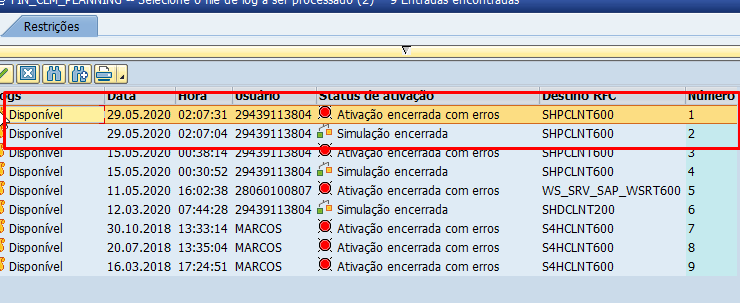 FIN_CLM_PLANNING -- Selecione o file de log a ser processado (2) 9 Entradas encontradas
Restrições
ogs Data Hora Usuário Status de ativação Destino RFC Número
Disponível 29.05.2020 02:07:31 29439113804 Ativação encerrada com erros SHPCLNT600 1
Disponível 29.05.2020 02:07:04 29439113804 Simulação encerrada SHPCLNT600 2
Disponível 15.05.2020 00:38:14 29439113804 Ativação encerrada com erros SHPCLNT600 3
Disponível 15.05.2020 00:30:52 29439113804 Simulação encerrada SHPCLNT600 4
Disponível 11.05.2020 16:02:38 28060100807 Ativação encerrada com erros WS_SRV_SAP_WSRT600 5
Disponível 12.03.2020 07:44:28 29439113804 Simulação encerrada SHDCLNT200 6
Disponível 30.10.2018 13:33:14 MARCOS Ativação encerrada com erros S4HCLNT600 7
Disponível 20.07.2018 13:35:04 MARCOS Ativação encerrada com erros S4HCLNT600 8
Disponível 16.03.2018 17:24:51 MARCOS Ativação encerrada com erros S4HCLNT600 9